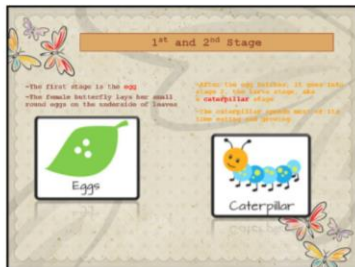 1st and 2nd Stage
-The first stage is the egg
-The female butterfly lays her small
round eggs on the underside of leaves
Eggs
-After the egg hatches, it goes into
stage 2, the larva stage, aka
a caterpillar stage
-The caterpillar spends most of its
time eating and growing
Caterpillar